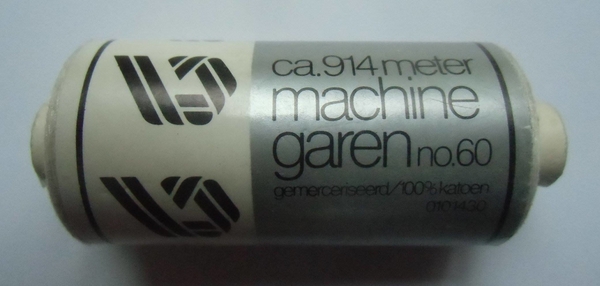 ca.914 meter
machine
garen no.60
gemerceriseerd/100% katoen